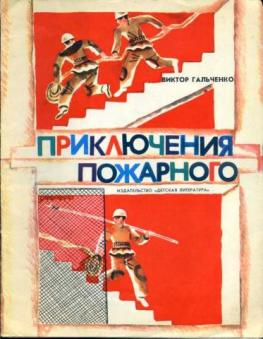 ВИКТОР ГАЛЬЧЕНКО
ПРИКЛЮЧЕНИЯ
ПОЖАРНОГО
ИЗДАТЕЛЬСТВО «ДЕТСКАЯ ЛИТЕРАТУРА»